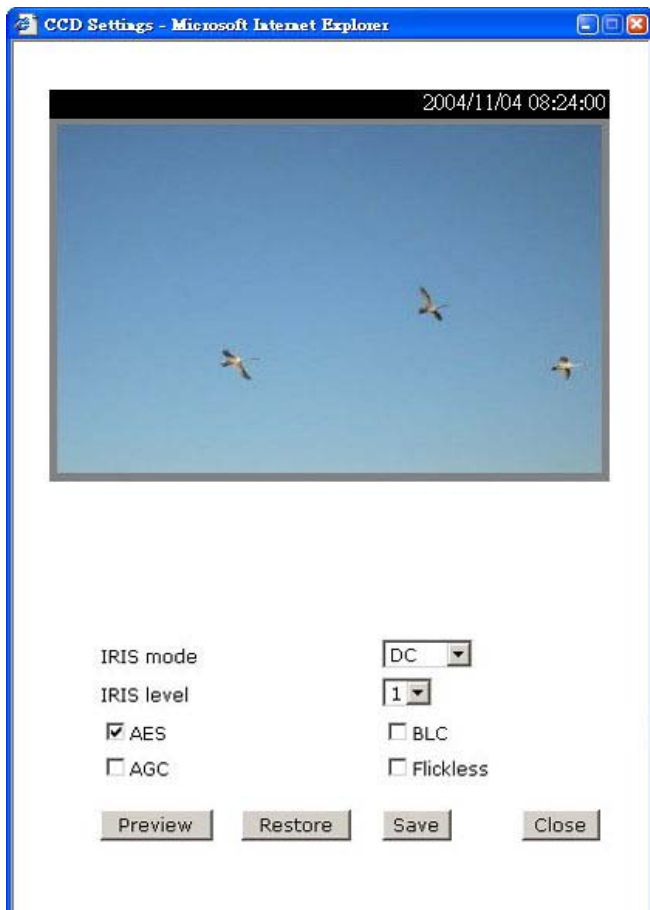 CCD Settings - Microsoft Internet Explorer
2004/11/04 08:24:00
IRIS mode DC
IRIS level 1
AES BLC
AGC Flickless
Preview Restore Save Close